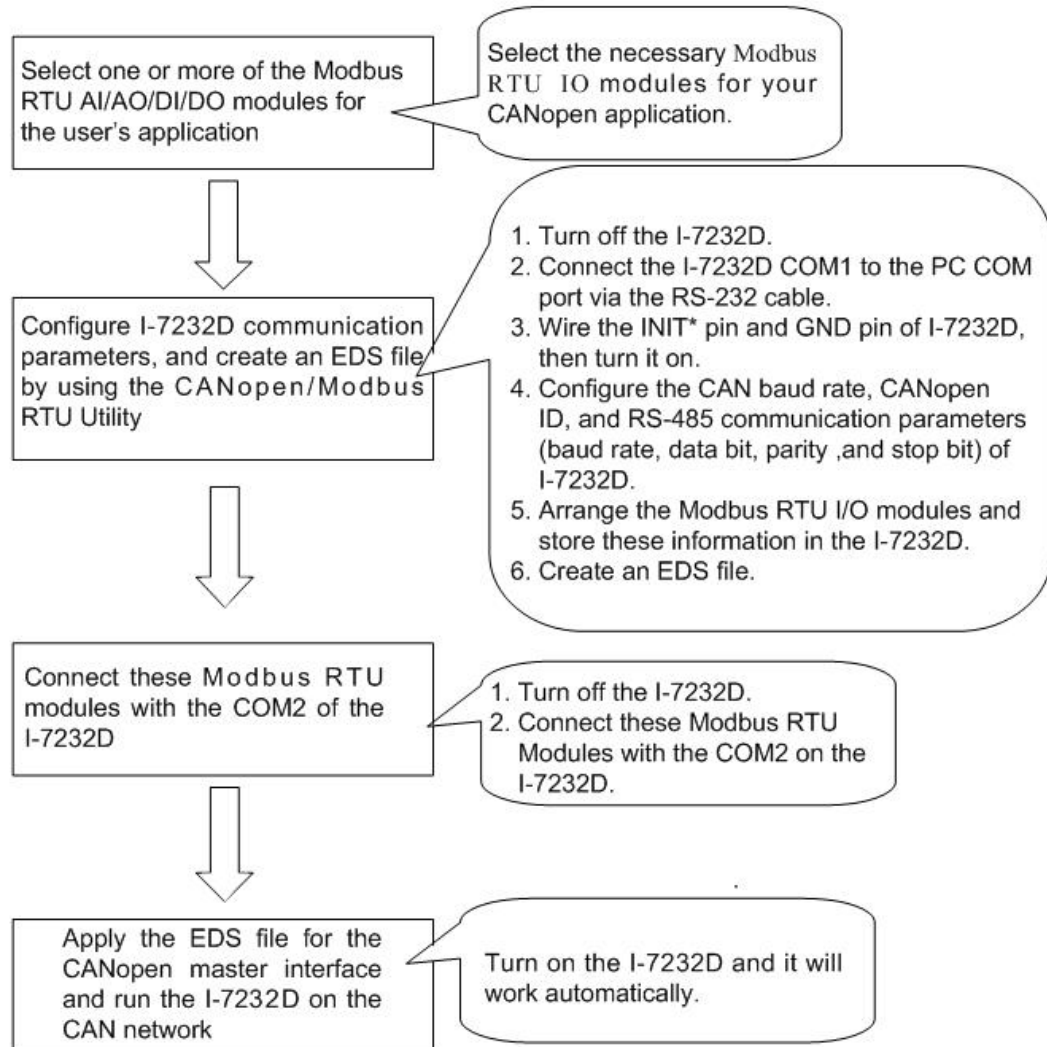 Select one or more of the Modbus
RTU AI/AO/DI/DO modules for
the user's application
Select the necessary Modbus
RTU IO modules for your
CANopen application.
Configure I-7232D communication
parameters, and create an EDS file
by using the CANopen/Modbus
RTU Utility
1. Turn off the I-7232D.
2. Connect the I-7232D COM1 to the PC COM
port via the RS-232 cable.
3. Wire the INIT* pin and GND pin of I-7232D,
then turn it on.
4. Configure the CAN baud rate, CANopen
ID, and RS-485 communication parameters
(baud rate, data bit, parity ,and stop bit) of
I-7232D.
5. Arrange the Modbus RTU I/O modules and
store these information in the I-7232D.
6. Create an EDS file.
Connect these Modbus RTU
modules with the COM2 of the
I-7232D
1. Turn off the I-7232D.
2. Connect these Modbus RTU
Modules with the COM2 on the
I-7232D.
Apply the EDS file for the
CANopen master interface
and run the I-7232D on the
CAN network
Turn on the I-7232D and it will
work automatically.